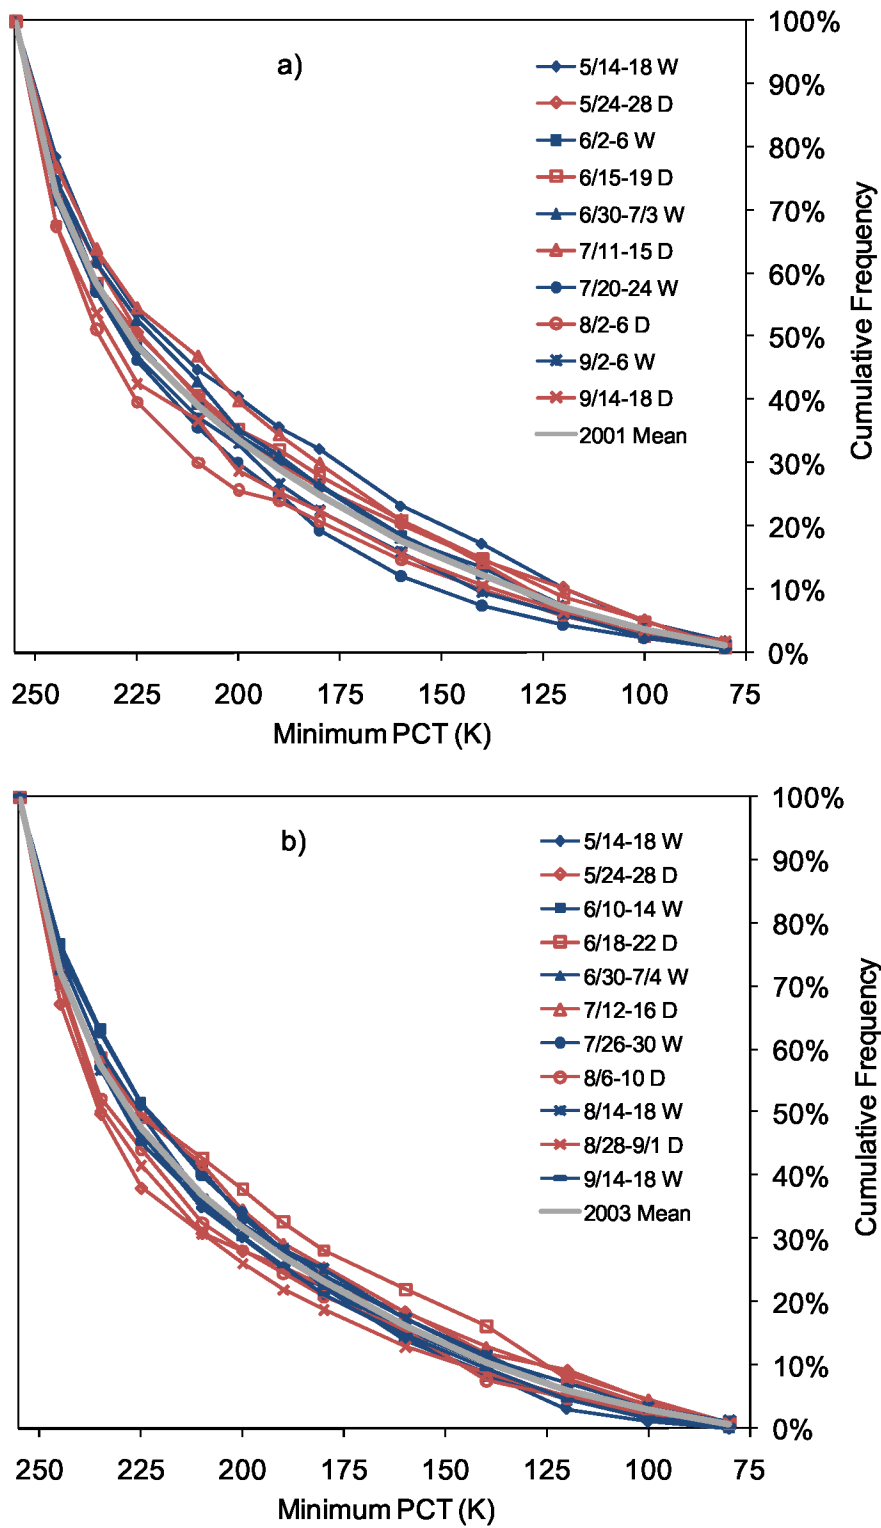 a)
100%
90%
80%
70%
60%
50%
40%
30%
20%
10%
0%
Cumulative Frequency
5/14-18 W
5/24-28 D
6/2-6 W
6/15-19 D
6/30-7/3 W
7/11-15 D
7/20-24 W
8/2-6 D
9/2-6 W
9/14-18 D
2001 Mean
250 225 200 175 150 125 100 75
Minimum PCT (K)
b)
100%
90%
80%
70%
60%
50%
40%
30%
20%
10%
0%
Cumulative Frequency
5/14-18 W
5/24-28 D
6/10-14 W
6/18-22 D
6/30-7/4 W
7/12-16 D
7/26-30 W
8/6-10 D
8/14-18 W
8/28-9/1 D
9/14-18 W
2003 Mean
250 225 200 175 150 125 100 75
Minimum PCT (K)